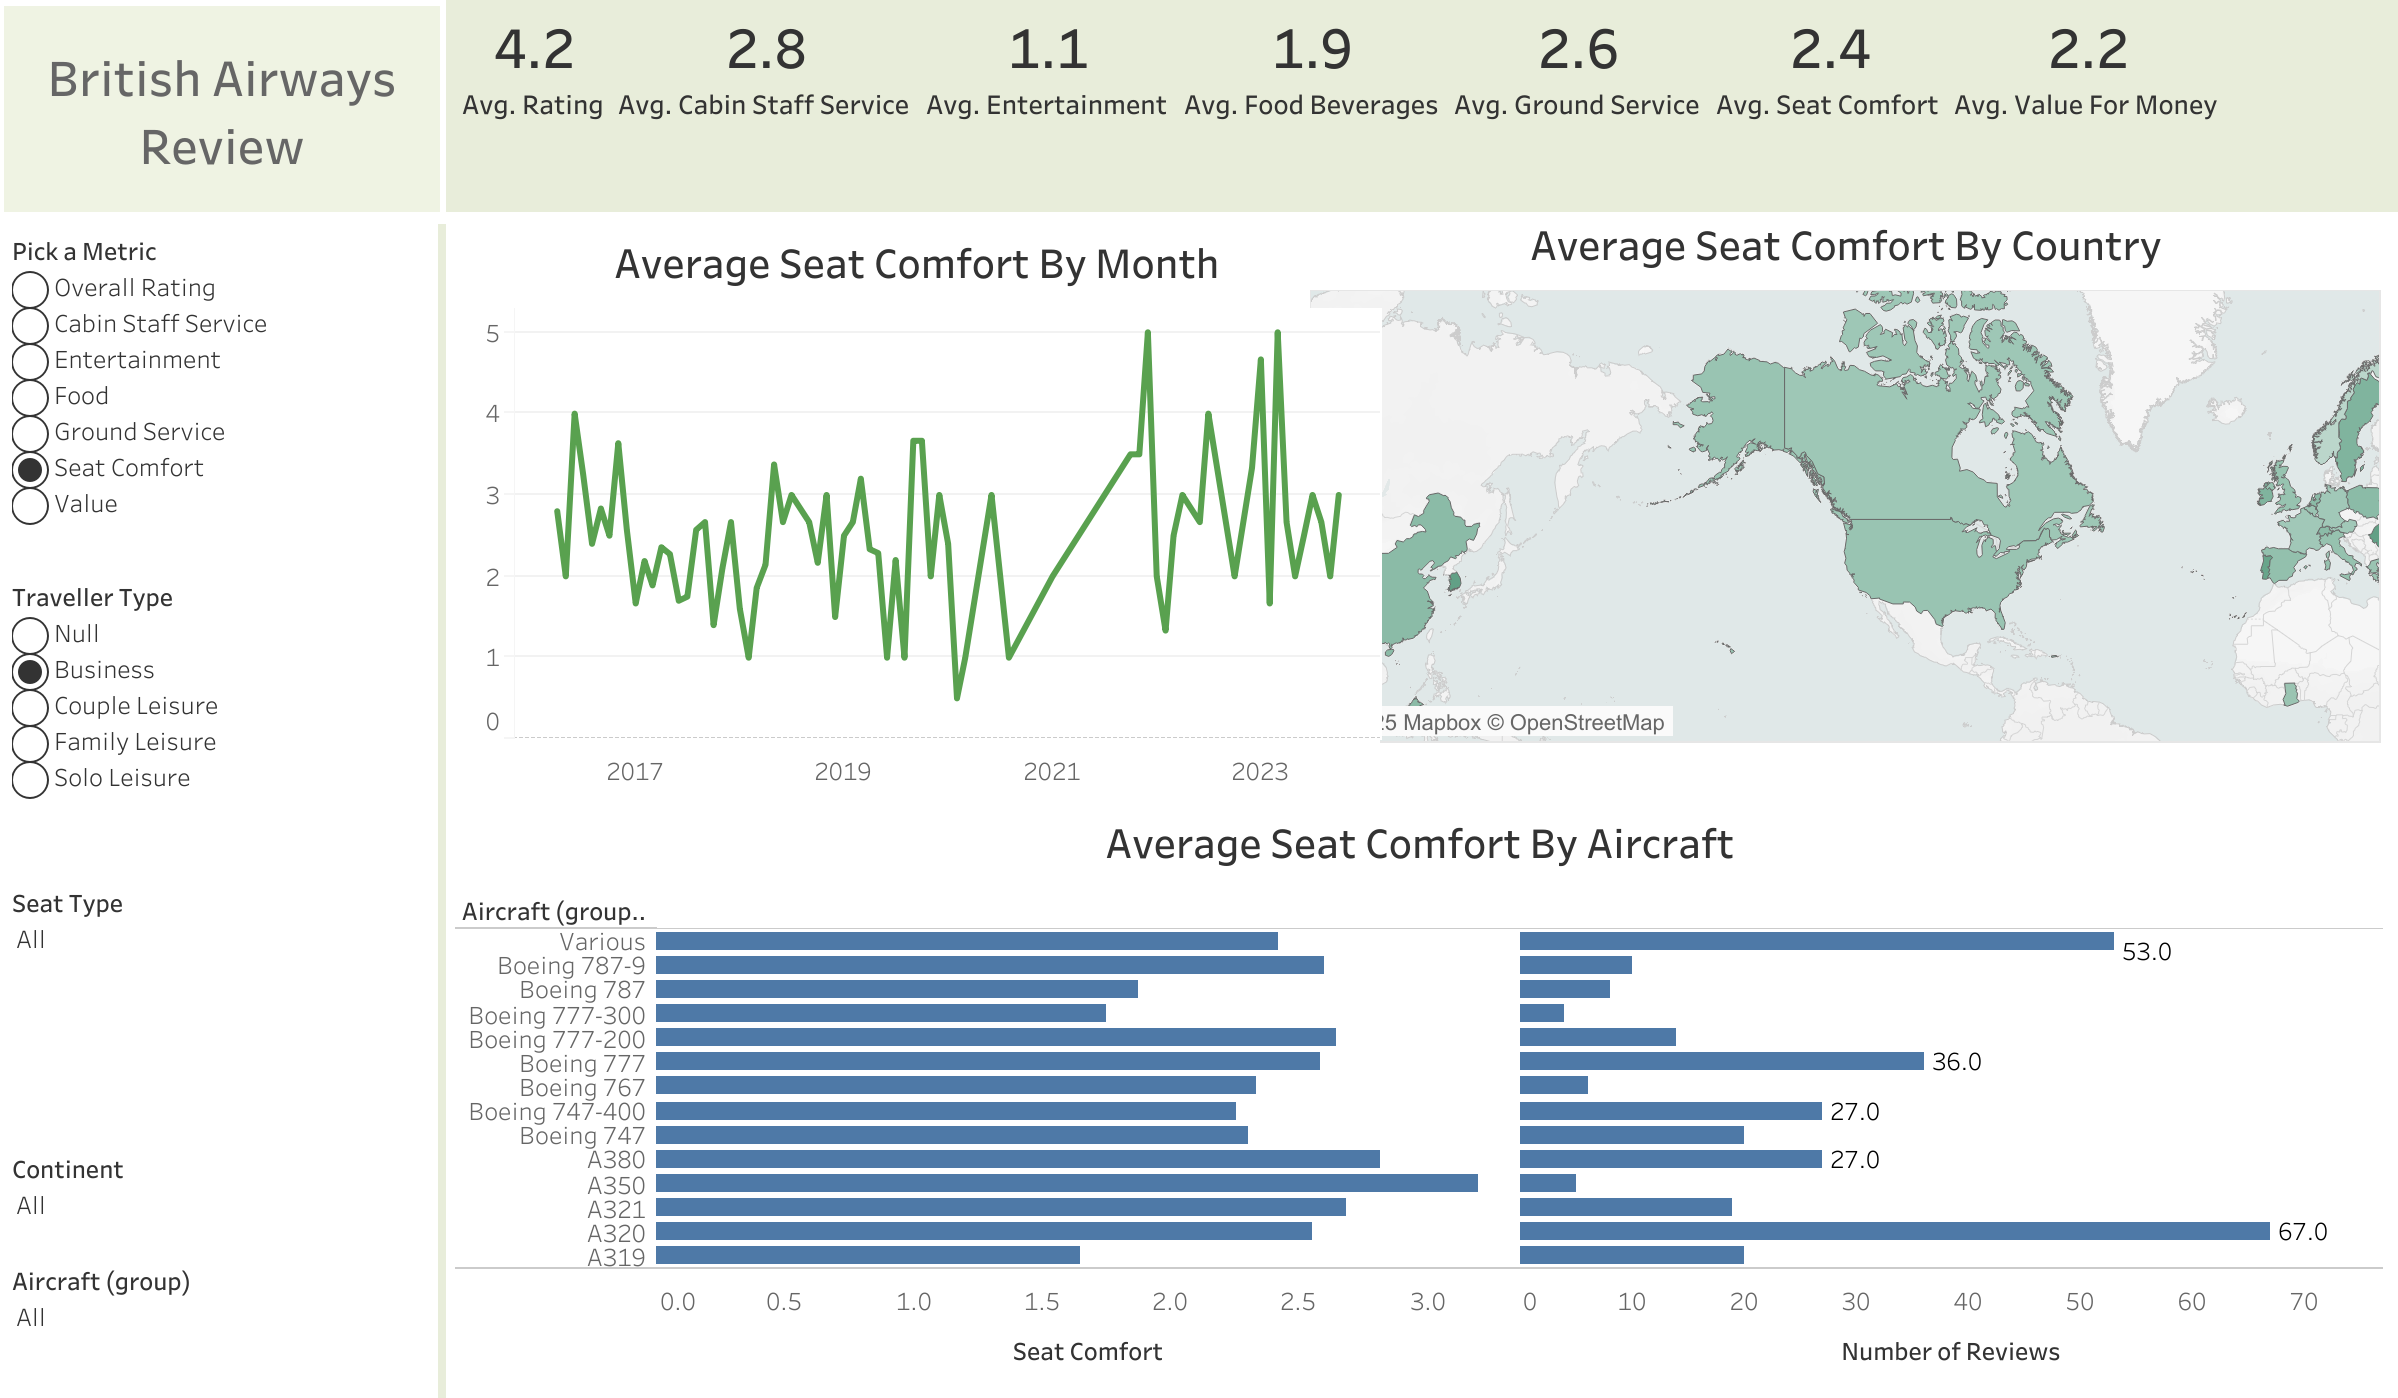 British Airways
Review
4.2 2.8 1.1 1.9 2.6 2.4 2.2
Avg. Rating Avg. Cabin Staff Service Avg. Entertainment Avg. Food Beverages Avg. Ground Service Avg. Seat Comfort Avg. Value For Money
Pick a Metric
Overall Rating
Cabin Staff Service
Entertainment
Food
Ground Service
Seat Comfort
Value
Traveller Type
Null
Business
Couple Leisure
Family Leisure
Solo Leisure
Seat Type
All
Continent
All
Aircraft (group)
All
Average Seat Comfort By Month
5
4
3
2
1
0
2017 2019 2021 2023
Average Seat Comfort By Country
25 Mapbox © OpenStreetMap
Average Seat Comfort By Aircraft
Aircraft (group..
Various 53.0
Boeing 787-9
Boeing 787
Boeing 777-300
Boeing 777-200
Boeing 777 36.0
Boeing 767
Boeing 747-400 27.0
Boeing 747
A380 27.0
A350
A321
A320 67.0
A319
0.0 0.5 1.0 1.5 2.0 2.5 3.0 0 10 20 30 40 50 60 70
Seat Comfort Number of Reviews